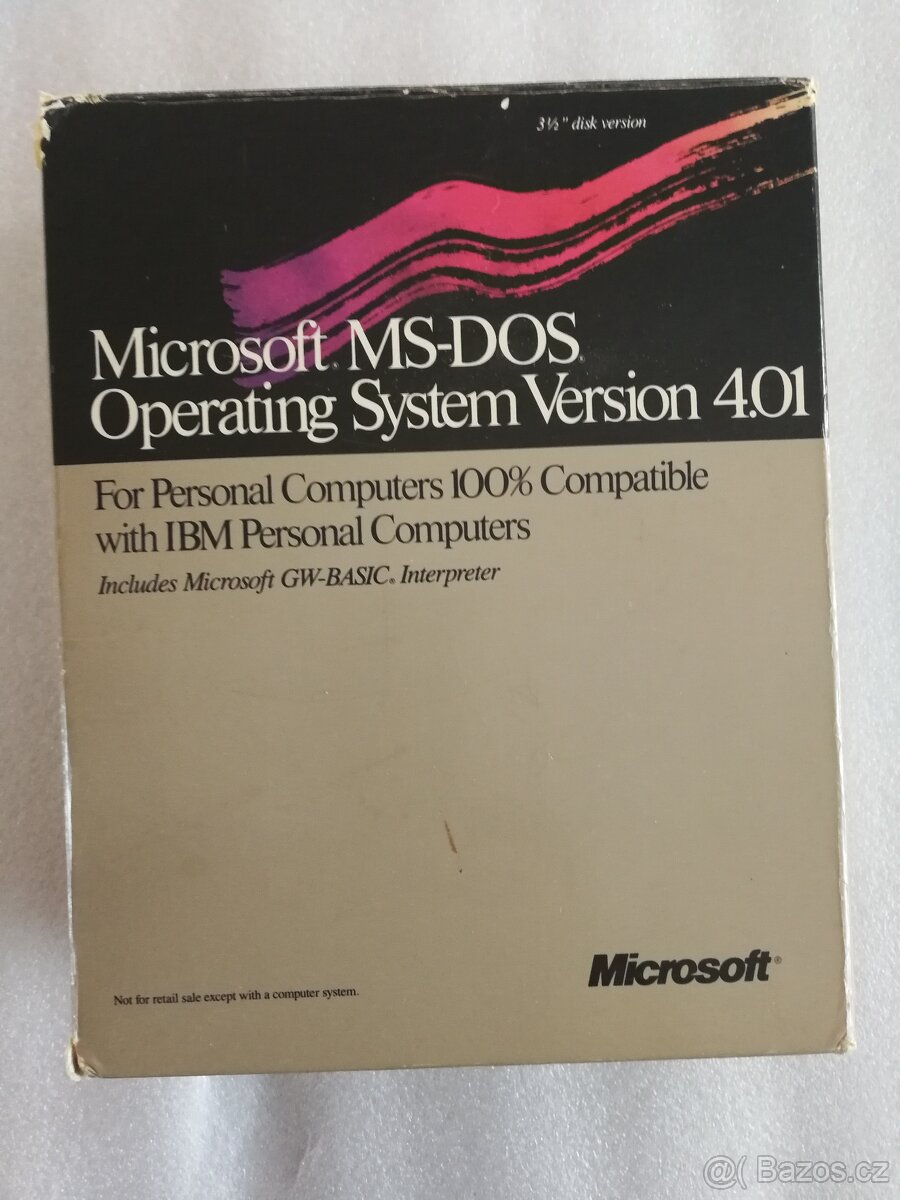 3½" disk version
Microsoft® MS-DOS®
Operating System Version 4.01
For Personal Computers 100% Compatible
with IBM Personal Computers
Includes Microsoft GW-BASIC® Interpreter
Microsoft®
Not for retail sale except with a computer system.
@( Bazos.cz